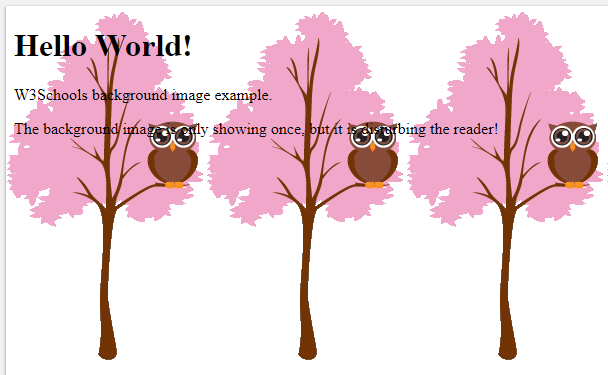 Hello World!
W3Schools background image example.
The background image is only showing once, but it is disturbing the reader!